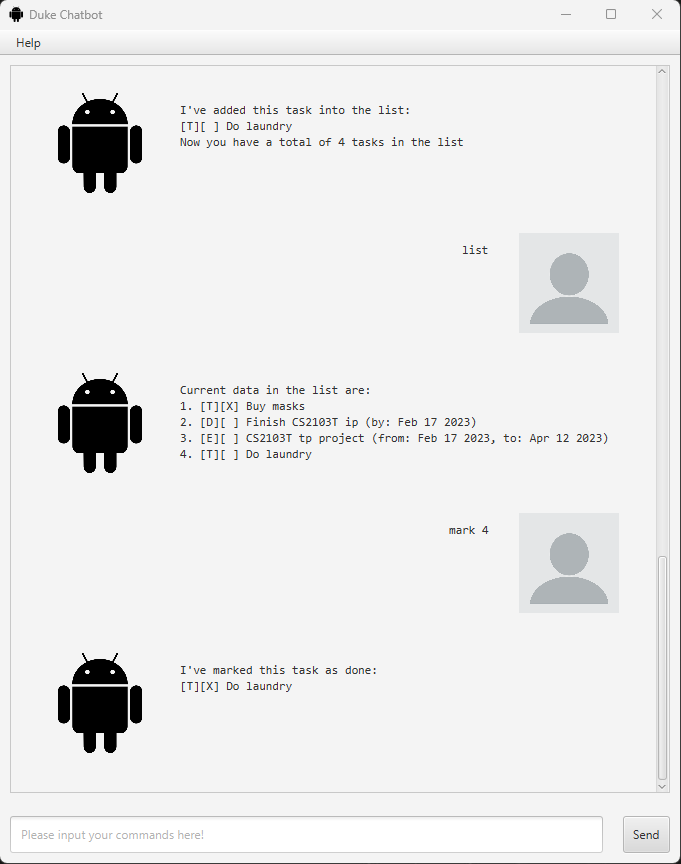 Duke Chatbot
Help
I've added this task into the list:
[T][ ] Do laundry
Now you have a total of 4 tasks in the list
list
Current data in the list are:
1. [T][X] Buy masks
2. [D][ ] Finish CS2103T ip (by: Feb 17 2023)
3. [E][ ] CS2103T tp project (from: Feb 17 2023, to: Apr 12 2023)
4. [T][ ] Do laundry
mark 4
I've marked this task as done:
[T][X] Do laundry
Please input your commands here!
Send